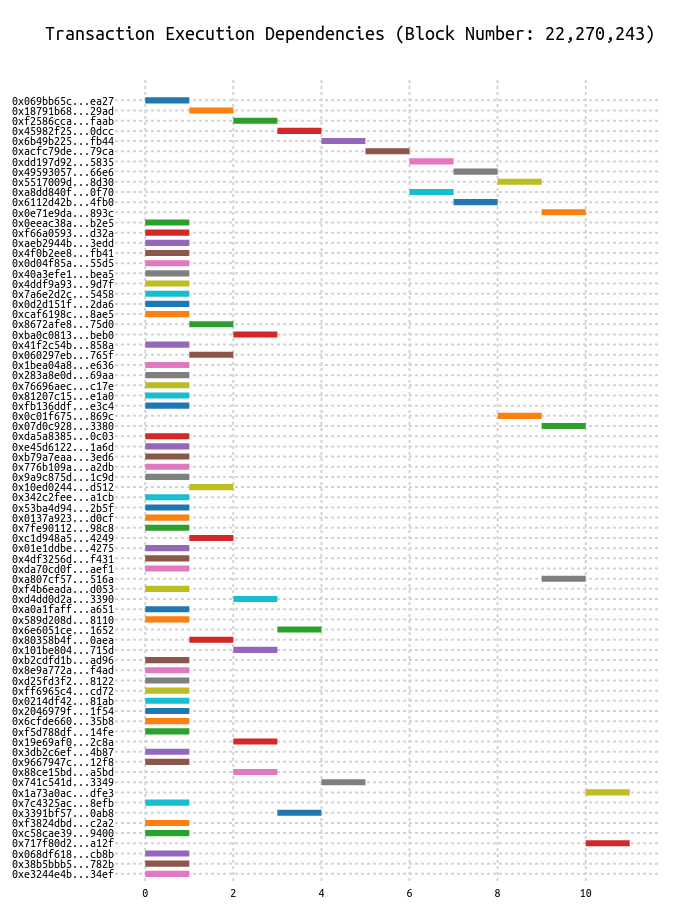 Transaction Execution Dependencies (Block Number: 22,270,243)
0x069bb65c...ea27
0x18791b68...29ad
0xf2586cca...faab
0x45982f25...0dcc
0x6b49b225...fb44
0xacfc79de...79ca
0xdd197d92...5835
0x49593057...66e6
0x5517009d...8d30
0xa8dd840f...0f70
0x6112d42b...4fb0
0x0e71e9da...893c
0x0eeac38a...b2e5
0xf66a0593...d32a
0xaeb2944b...3edd
0x4f0b2ee8...fb41
0x0d04f85a...55d5
0x40a3efe1...bea5
0x4ddf9a93...9d7f
0x7a6e2d2c...5458
0x0d2d151f...2da6
0xcaf6198c...8ae5
0x8672afe8...75d0
0xba0c0813...beb0
0x41f2c54b...858a
0x060297eb...765f
0x1bea04a8...e636
0x283a8e0d...69aa
0x76696aec...c17e
0x81207c15...e1a0
0xfb136ddf...e3c4
0x0c01f675...869c
0x07d0c928...3380
0xda5a8385...0c03
0xe45d6122...1a6d
0xb79a7eaa...3ed6
0x776b109a...a2db
0x9a9c875d...1c9d
0x10ed0244...d512
0x342c2fee...a1cb
0x53ba4d94...2b5f
0x0137a923...d0cf
0x7fe90112...98c8
0xc1d948a5...4249
0x01e1ddbe...4275
0x4df3256d...f431
0xda70cd0f...aef1
0xa807cf57...516a
0xf4b6eada...d053
0xd4dd0d2a...3390
0xa0a1faff...a651
0x589d208d...8110
0x6e6051ce...1652
0x80358b4f...0aea
0x101be804...715d
0xb2cdfd1b...ad96
0x8e9a772a...f4ad
0xd25fd3f2...8122
0xff6965c4...cd72
0x0214df42...81ab
0x2046979f...1f54
0x6cfde660...35b8
0xf5d788df...14fe
0x19e69af0...2c8a
0x3db2c6ef...4b87
0x9667947c...12f8
0x88ce15bd...a5bd
0x741c541d...3349
0x1a73a0ac...dfe3
0x7c4325ac...8efb
0x3391bf57...0ab8
0xf3824dbd...c2a2
0xc58cae39...9400
0x717f80d2...a12f
0x068df618...cb8b
0x38b5bbb5...782b
0xe3244e4b...34ef
0 2 4 6 8 10